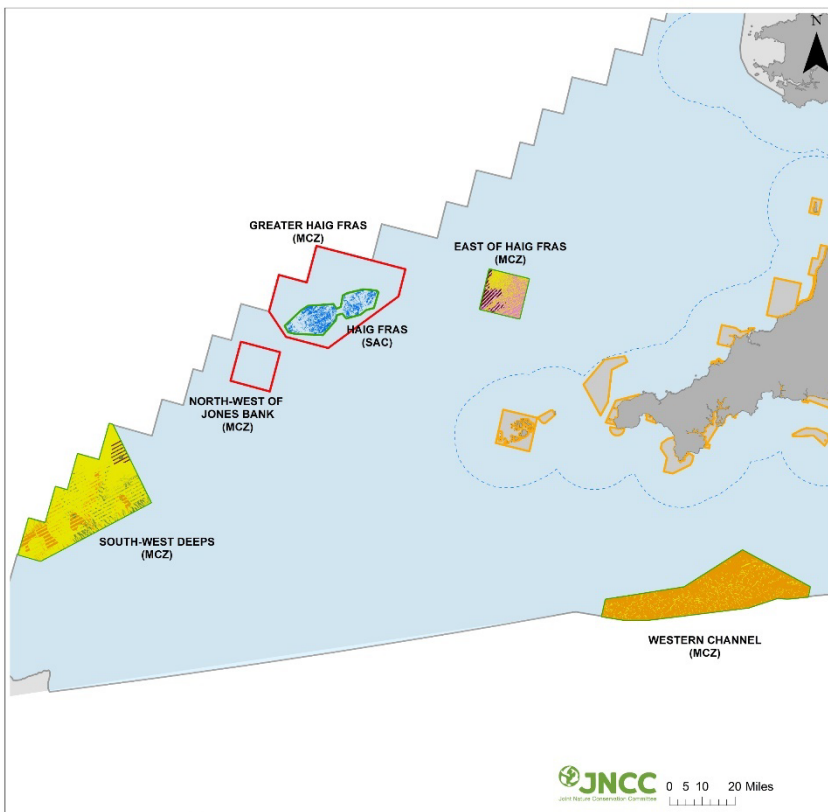 N
GREATER HAIG FRAS
(MCZ)
EAST OF HAIG FRAS
(MCZ)
HAIG FRAS
(SAC)
NORTH-WEST OF
JONES BANK
(MCZ)
SOUTH-WEST DEEPS
(MCZ)
WESTERN CHANNEL
(MCZ)
JNCC
Joint Nature Conservation Committee
0 5 10 20 Miles